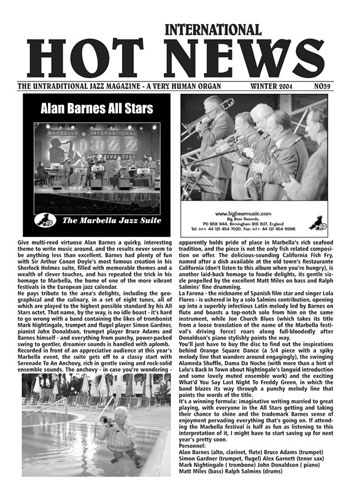 INTERNATIONAL
HOT NEWS
THE UNTRADITIONAL JAZZ MAGAZINE - A VERY HUMAN ORGAN
WINTER 2004
NO39
Alan Barnes All Stars
MARBELLA INTERNATIONAL
The Marbella Jazz Suite
www.bigbearmusic.com
Big Bear Records,
PO BOX 944, Birmingham B16 8UT, England
Tel: int+ 44 121 454 7020. Fax: int+ 44 121 454 9996
Give multi-reed virtuoso Alan Barnes a quirky, interesting
theme to write music around, and the results never seem to
be anything less than excellent. Barnes had plenty of fun
with Sir Arthur Conan Doyle's most famous creation in his
Sherlock Holmes suite, filled with memorable themes and a
wealth of clever touches, and has repeated the trick in his
homage to Marbella, the home of one of the more vibrant
festivals in the European jazz calendar.
He pays tribute to the area's delights, including the geo-
graphical and the culinary, in a set of eight tunes, all of
which are played to the highest possible standard by his All
Stars octet. That name, by the way, is no idle boast - it's hard
to go wrong with a band containing the likes of trombonist
Mark Nightingale, trumpet and flugel player Simon Gardner,
pianist John Donaldson, trumpet player Bruce Adams and
Barnes himself - and everything from punchy, power-packed
swing to gentle, dreamier sounds is handled with aplomb.
Recorded in front of an appreciative audience at this year's
Marbella event, the suite gets off to a classy start with
Serenade To An Anchovy, rich in gentle swing and rock-solid
ensemble sounds. The anchovy - in case you're wondering -
apparently holds pride of place in Marbella's rich seafood
tradition, and the piece is not the only fish related composi-
tion on offer. The delicious-sounding California Fish Fry,
named after a dish available at the old town's Restaurante
California (don't listen to this album when you're hungry), is
another laid-back homage to foodie delights, its gentle siz-
zle propelled by the excellent Matt Miles on bass and Ralph
Salmins' fine drumming.
La Farona - the nickname of Spanish film star and singer Lola
Flores - is ushered in by a solo Salmins contribution, opening
up into a superbly infectious Latin melody led by Barnes on
flute and boasts a top-notch solo from him on the same
instrument, while Joe Church Blues (which takes its title
from a loose translation of the name of the Marbella festi-
val's driving force) roars along full-bloodedly after
Donaldson's piano stylishly points the way.
You'll just have to buy the disc to find out the inspirations
behind Orange Square Dance (a 5/4 piece with a spiky
melody line that wanders around engagingly), the swinging
Alameda Shuffle, Dama Da Noche (with more than a hint of
Lulu's Back In Town about Nightingale's languid introduction
and some lovely muted ensemble work) and the exciting
What'd You Say Last Night To Freddy Green, in which the
band blazes its way through a punchy melody line that
points the words of the title.
It's a winning formula: imaginative writing married to great
playing, with everyone in the All Stars getting and taking
their chance to shine and the trademark Barnes sense of
enjoyment pervading everything that's going on. If attend-
ing the Marbella festival is half as fun as listening to this
interpretation of it, I might have to start saving up for next
year's pretty soon.
Personnel:
Alan Barnes (alto, clarinet, flute) Bruce Adams (trumpet)
Simon Gardner (trumpet, flugel) Alex Garnett (tenor sax)
Mark Nightingale ( trombone) John Donaldson ( piano)
Matt Miles (bass) Ralph Salmins (drums)